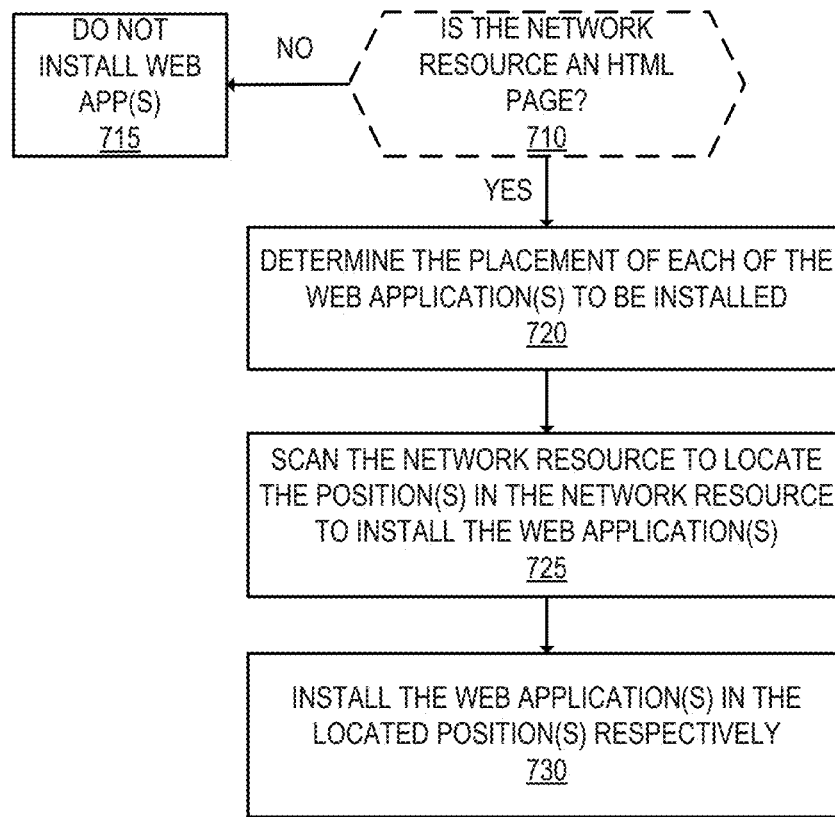 DO NOT
INSTALL WEB
APP(S)
715
NO
IS THE NETWORK
RESOURCE AN HTML
PAGE?
710
YES
DETERMINE THE PLACEMENT OF EACH OF THE
WEB APPLICATION(S) TO BE INSTALLED
720
SCAN THE NETWORK RESOURCE TO LOCATE
THE POSITION(S) IN THE NETWORK RESOURCE
TO INSTALL THE WEB APPLICATION(S)
725
INSTALL THE WEB APPLICATION(S) IN THE
LOCATED POSITION(S) RESPECTIVELY
730